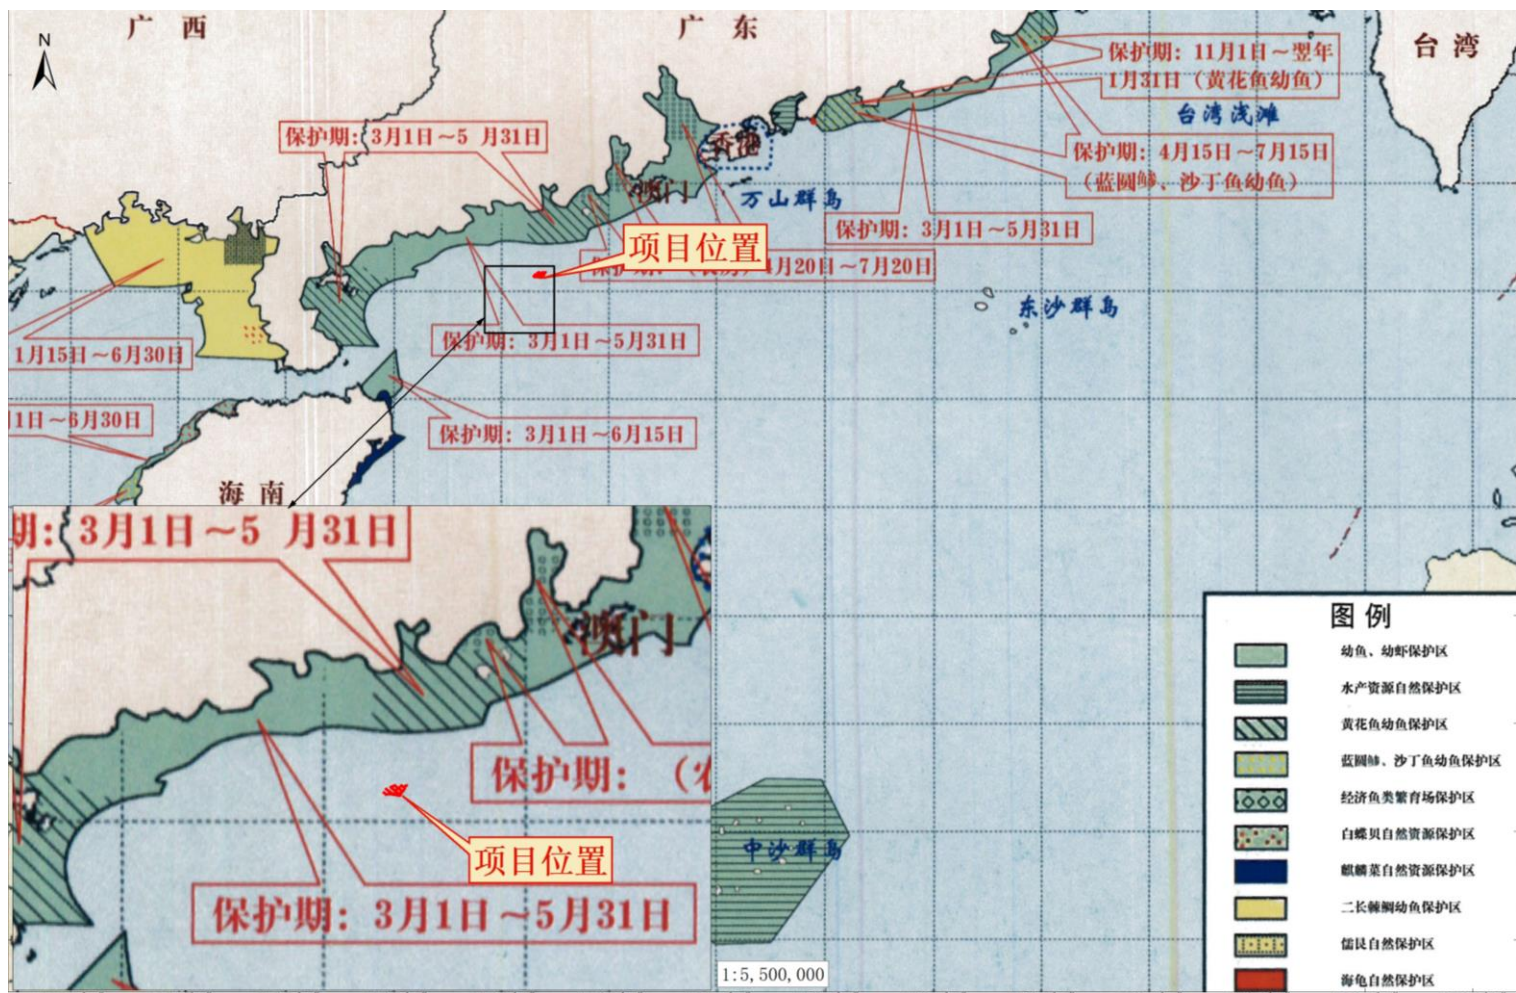 广 西
广 东
台 湾
N
保护期：11月1日～翌年
1月31日（黄花鱼幼鱼）
台湾浅滩
保护期：3月1日～5 月31日
香港
保护期：4月15日～7月15日
（蓝圆鲹、沙丁鱼幼鱼）
澳门
万山群岛
保护期：3月1日～5月31日
项目位置
4月20日～7月20日
东沙群岛
保护期：3月1日～5月31日
1月15日～6月30日
1日～6月30日
保护期：3月1日～6月15日
海 南
期：3月1日～5 月31日
澳门
保护期：（农
项目位置
保护期：3月1日～5月31日
中沙群岛
1:5,500,000
图 例
幼鱼、幼虾保护区
水产资源自然保护区
黄花鱼幼鱼保护区
蓝圆鲹、沙丁鱼幼鱼保护区
经济鱼类繁育场保护区
白蝶贝自然资源保护区
麒麟菜自然资源保护区
二长棘鲷幼鱼保护区
儒艮自然保护区
海龟自然保护区